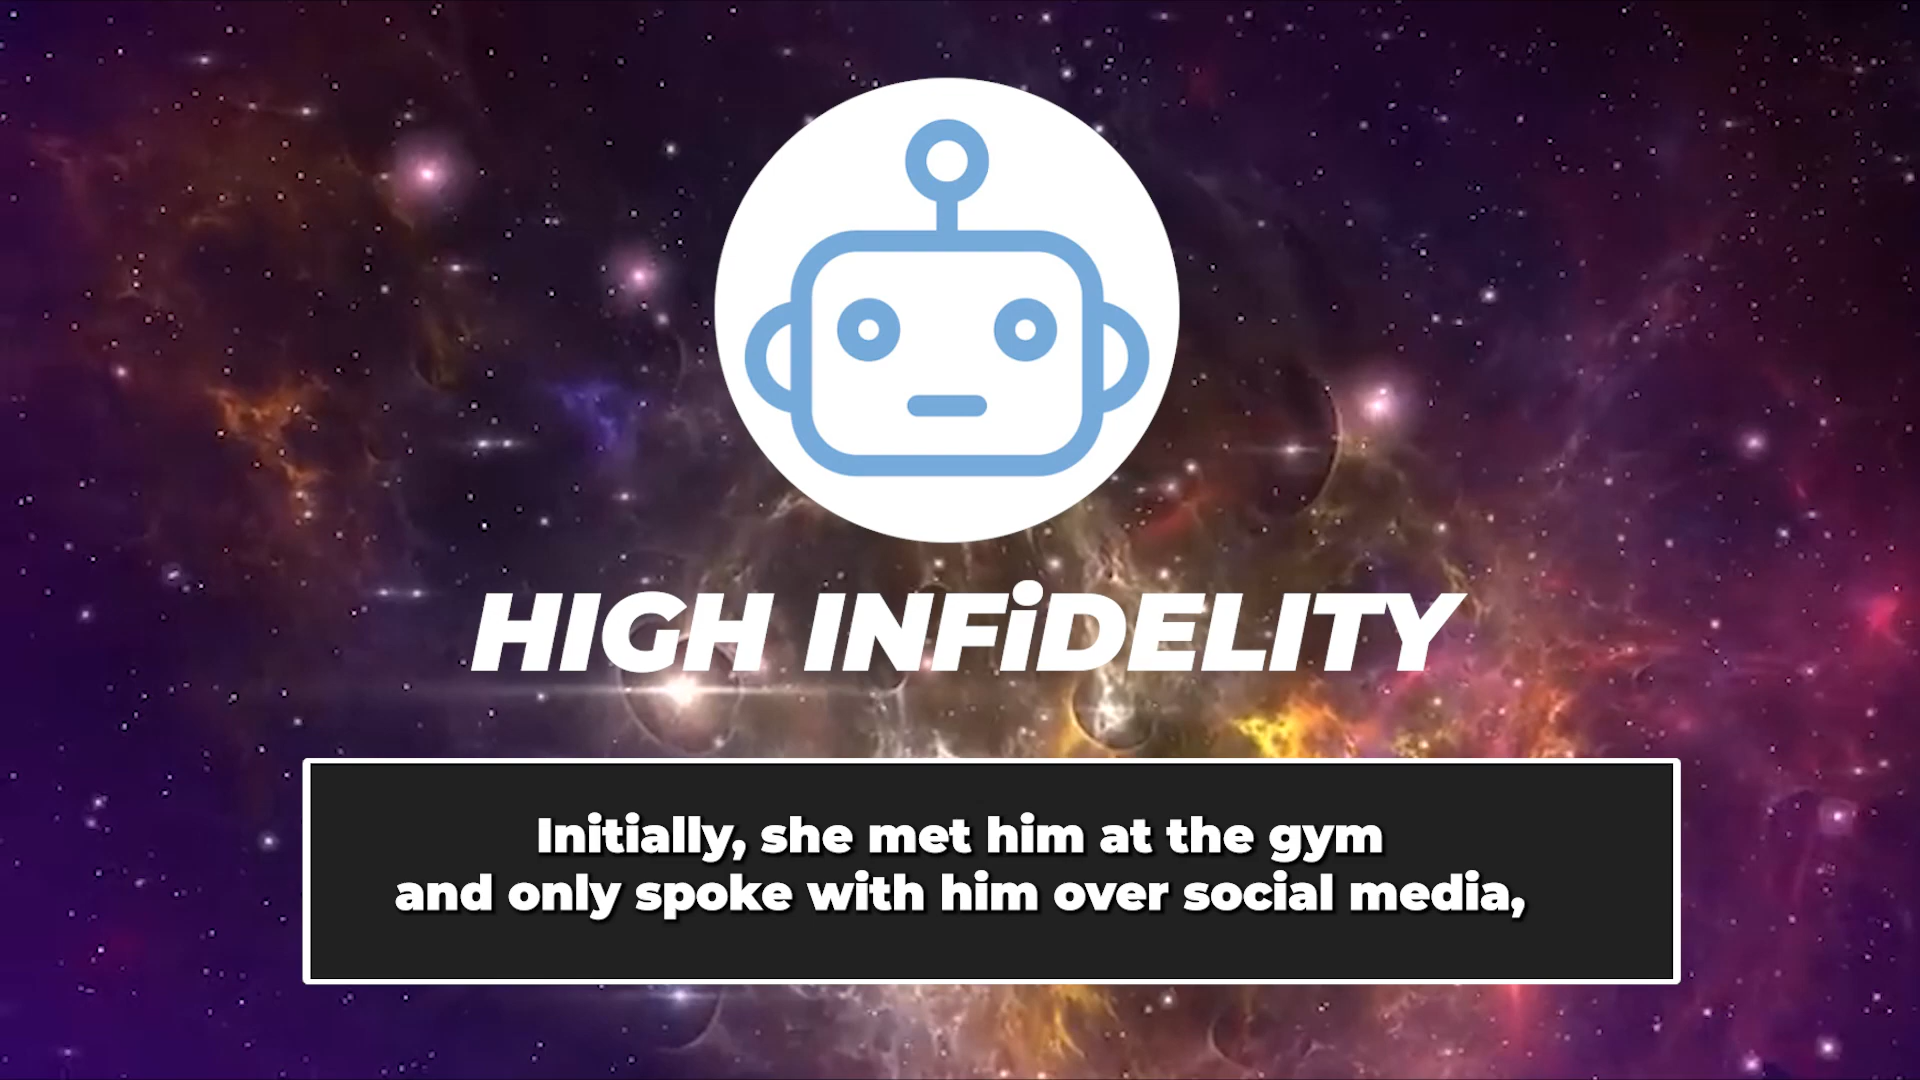 HIGH INFiDELITY
Initially, she met him at the gym
and only spoke with him over social media,